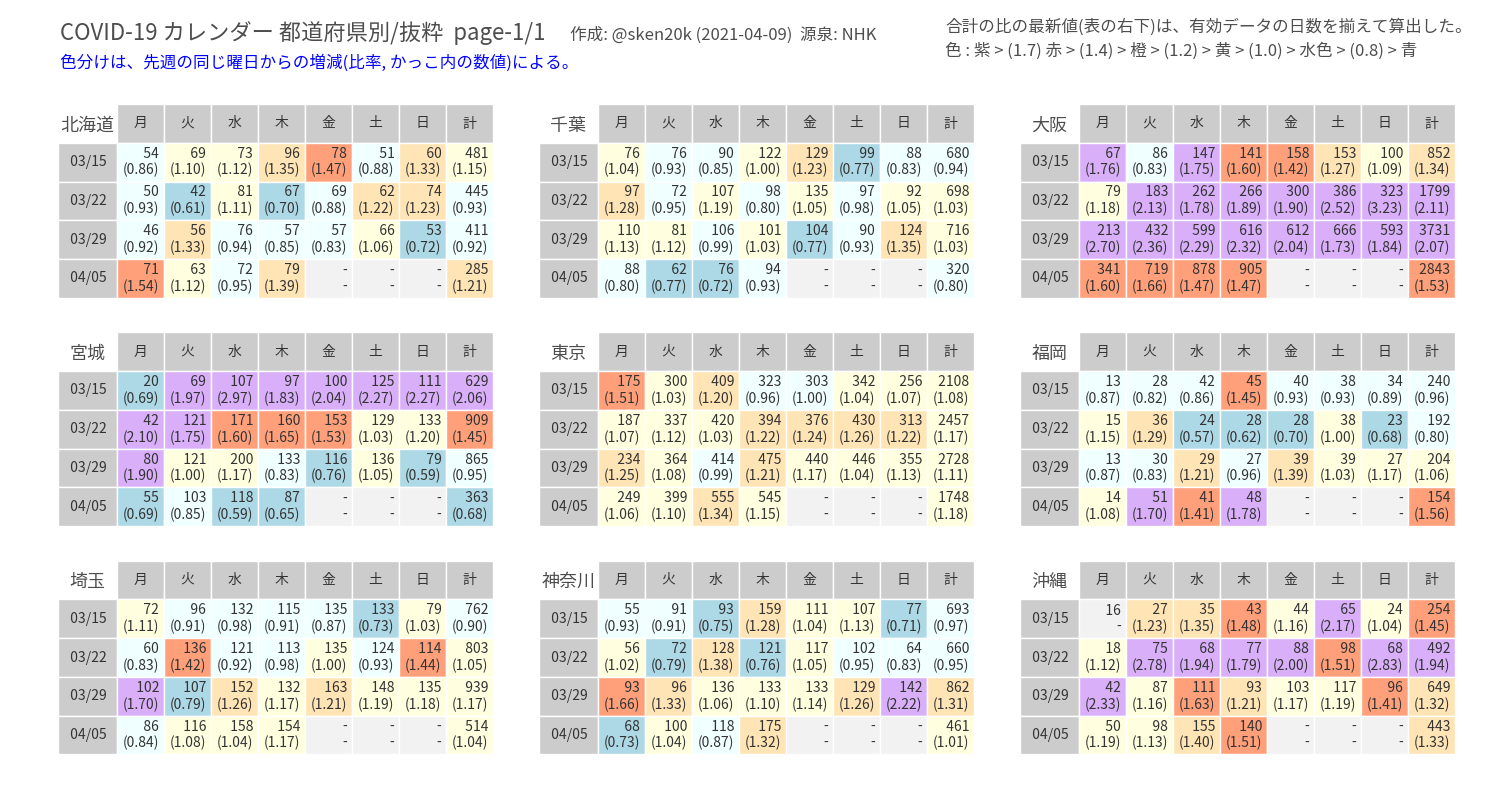 COVID-19 カレンダー 都道府県別/抜粋 page-1/1 作成: @sken20k (2021-04-09) 源泉: NHK
色分けは、先週の同じ曜日からの増減(比率, かっこ内の数値)による。
合計の比の最新値(表の右下)は、有効データの日数を揃えて算出した。
色 : 紫 > (1.7) 赤 > (1.4) > 橙 > (1.2) > 黄 > (1.0) > 水色 > (0.8) > 青
北海道 月 火 水 木 金 土 日 計
03/15 54 69 73 96 78 51 60 481
(0.86) (1.10) (1.12) (1.35) (1.47) (0.88) (1.33) (1.15)
03/22 50 42 81 67 69 62 74 445
(0.93) (0.61) (1.11) (0.70) (0.88) (1.22) (1.23) (0.93)
03/29 46 56 76 57 57 66 53 411
(0.92) (1.33) (0.94) (0.85) (0.83) (1.06) (0.72) (0.92)
04/05 71 63 72 79 - - - 285
(1.54) (1.12) (0.95) (1.39) - - - (1.21)
千葉 月 火 水 木 金 土 日 計
03/15 76 76 90 122 129 99 88 680
(1.04) (0.93) (0.85) (1.00) (1.23) (0.77) (0.83) (0.94)
03/22 97 72 107 98 135 97 92 698
(1.28) (0.95) (1.19) (0.80) (1.05) (0.98) (1.05) (1.03)
03/29 110 81 106 101 104 90 124 716
(1.13) (1.12) (0.99) (1.03) (0.77) (0.93) (1.35) (1.03)
04/05 88 62 76 94 - - - 320
(0.80) (0.77) (0.72) (0.93) - - - (0.80)
大阪 月 火 水 木 金 土 日 計
03/15 67 86 147 141 158 153 100 852
(1.76) (0.83) (1.75) (1.60) (1.42) (1.27) (1.09) (1.34)
03/22 79 183 262 266 300 386 323 1799
(1.18) (2.13) (1.78) (1.89) (1.90) (2.52) (3.23) (2.11)
03/29 213 432 599 616 612 666 593 3731
(2.70) (2.36) (2.29) (2.32) (2.04) (1.73) (1.84) (2.07)
04/05 341 719 878 905 - - - 2843
(1.60) (1.66) (1.47) (1.47) - - - (1.53)
宮城 月 火 水 木 金 土 日 計
03/15 20 69 107 97 100 125 111 629
(0.69) (1.97) (2.97) (1.83) (2.04) (2.27) (2.27) (2.06)
03/22 42 121 171 160 153 129 133 909
(2.10) (1.75) (1.60) (1.65) (1.53) (1.03) (1.20) (1.45)
03/29 80 121 200 133 116 136 79 865
(1.90) (1.00) (1.17) (0.83) (0.76) (1.05) (0.59) (0.95)
04/05 55 103 118 87 - - - 363
(0.69) (0.85) (0.59) (0.65) - - - (0.68)
東京 月 火 水 木 金 土 日 計
03/15 175 300 409 323 303 342 256 2108
(1.51) (1.03) (1.20) (0.96) (1.00) (1.04) (1.07) (1.08)
03/22 187 337 420 394 376 430 313 2457
(1.07) (1.12) (1.03) (1.22) (1.24) (1.26) (1.22) (1.17)
03/29 234 364 414 475 440 446 355 2728
(1.25) (1.08) (0.99) (1.21) (1.17) (1.04) (1.13) (1.11)
04/05 249 399 555 545 - - - 1748
(1.06) (1.10) (1.34) (1.15) - - - (1.18)
福岡 月 火 水 木 金 土 日 計
03/15 13 28 42 45 40 38 34 240
(0.87) (0.82) (0.86) (1.45) (0.93) (0.93) (0.89) (0.96)
03/22 15 36 24 28 28 38 23 192
(1.15) (1.29) (0.57) (0.62) (0.70) (1.00) (0.68) (0.80)
03/29 13 30 29 27 39 39 27 204
(0.87) (0.83) (1.21) (0.96) (1.39) (1.03) (1.17) (1.06)
04/05 14 51 41 48 - - - 154
(1.08) (1.70) (1.41) (1.78) - - - (1.56)
埼玉 月 火 水 木 金 土 日 計
03/15 72 96 132 115 135 133 79 762
(1.11) (0.91) (0.98) (0.91) (0.87) (0.73) (1.03) (0.90)
03/22 60 136 121 113 135 124 114 803
(0.83) (1.42) (0.92) (0.98) (1.00) (0.93) (1.44) (1.05)
03/29 102 107 152 132 163 148 135 939
(1.70) (0.79) (1.26) (1.17) (1.21) (1.19) (1.18) (1.17)
04/05 86 116 158 154 - - - 514
(0.84) (1.08) (1.04) (1.17) - - - (1.04)
神奈川 月 火 水 木 金 土 日 計
03/15 55 91 93 159 111 107 77 693
(0.93) (0.91) (0.75) (1.28) (1.04) (1.13) (0.71) (0.97)
03/22 56 72 128 121 117 102 64 660
(1.02) (0.79) (1.38) (0.76) (1.05) (0.95) (0.83) (0.95)
03/29 93 96 136 133 133 129 142 862
(1.66) (1.33) (1.06) (1.10) (1.14) (1.26) (2.22) (1.31)
04/05 68 100 118 175 - - - 461
(0.73) (1.04) (0.87) (1.32) - - - (1.01)
沖縄 月 火 水 木 金 土 日 計
03/15 16 27 35 43 44 65 24 254
- (1.23) (1.35) (1.48) (1.16) (2.17) (1.04) (1.45)
03/22 18 75 68 77 88 98 68 492
(1.12) (2.78) (1.94) (1.79) (2.00) (1.51) (2.83) (1.94)
03/29 42 87 111 93 103 117 96 649
(2.33) (1.16) (1.63) (1.21) (1.17) (1.19) (1.41) (1.32)
04/05 50 98 155 140 - - - 443
(1.19) (1.13) (1.40) (1.51) - - - (1.33)